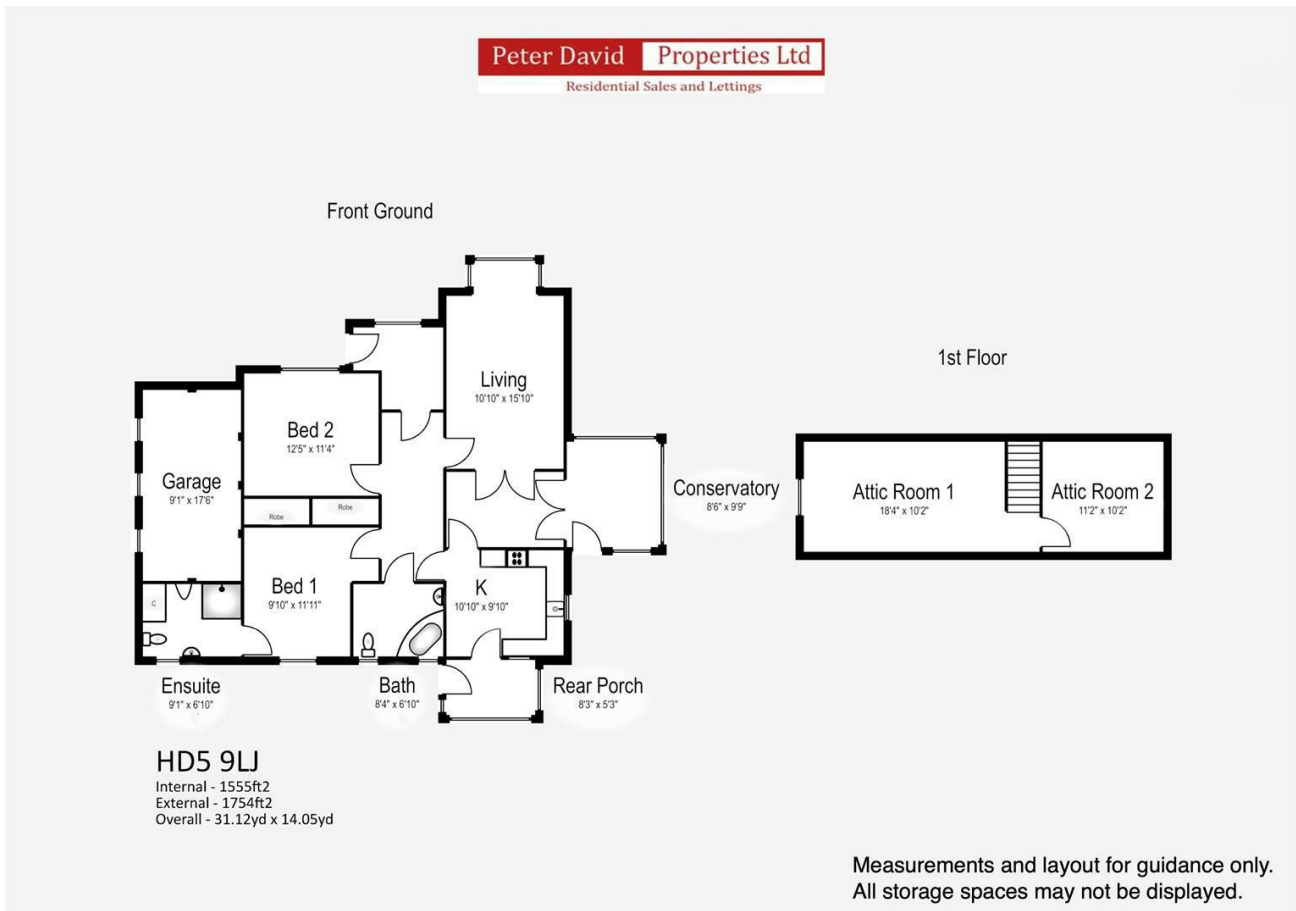 Peter David Properties Ltd
Residential Sales and Lettings
Front Ground
1st Floor
Living
10'10" x 15'10"
Bed 2
12'5" x 11'4"
Garage
9'1" x 17'6"
Robe
Robe
Conservatory
8'6" x 9'9"
Attic Room 1
18'4" x 10'2"
Attic Room 2
11'2" x 10'2"
Bed 1
9'10" x 11'11"
K
10'10" x 9'10"
C
Ensuite
9'1" x 6'10"
Bath
8'4" x 6'10"
Rear Porch
8'3" x 5'3"
HD5 9LJ
Internal - 1555ft2
External - 1754ft2
Overall - 31.12yd x 14.05yd
Measurements and layout for guidance only.
All storage spaces may not be displayed.